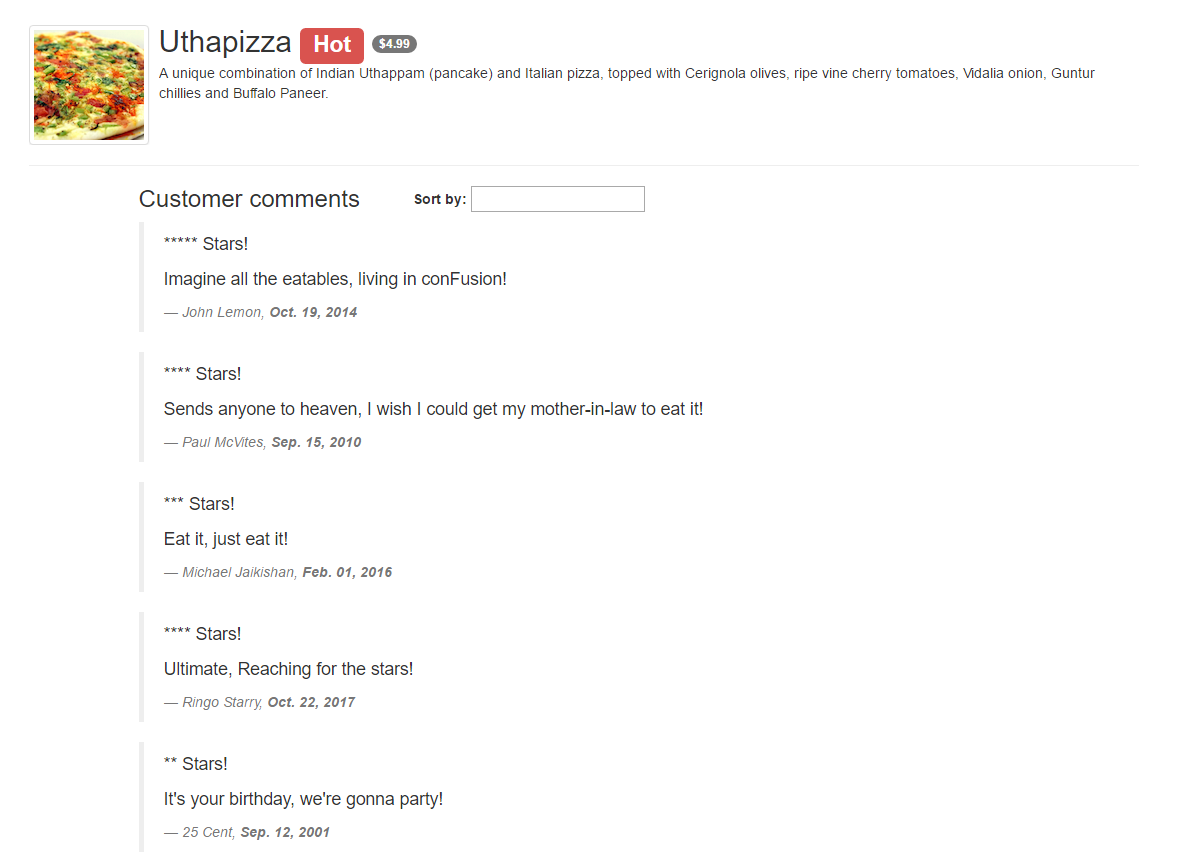 Uthapizza Hot $4.99
A unique combination of Indian Uthappam (pancake) and Italian pizza, topped with Cerignola olives, ripe vine cherry tomatoes, Vidalia onion, Guntur
chillies and Buffalo Paneer.
Customer comments Sort by:
***** Stars!
Imagine all the eatables, living in conFusion!
— John Lemon, Oct. 19, 2014
**** Stars!
Sends anyone to heaven, I wish I could get my mother-in-law to eat it!
— Paul McVites, Sep. 15, 2010
*** Stars!
Eat it, just eat it!
— Michael Jaikishan, Feb. 01, 2016
**** Stars!
Ultimate, Reaching for the stars!
— Ringo Starry, Oct. 22, 2017
** Stars!
It's your birthday, we're gonna party!
— 25 Cent, Sep. 12, 2001